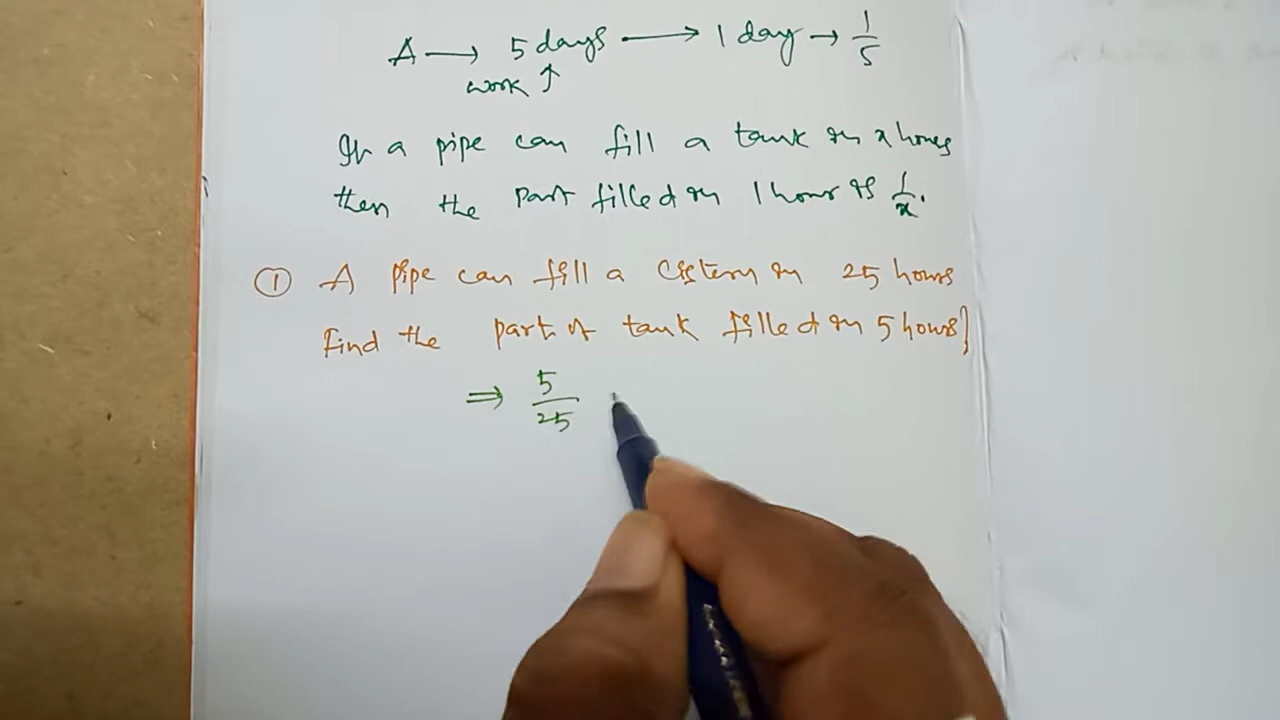 A → 5 days → 1 day → 1/5
work ↑
If a pipe can fill a tank in x hours
then the part filled in 1 hour is 1/x.
① A pipe can fill a cistern in 25 hours
find the part of tank filled in 5 hours]
⇒ 5/25